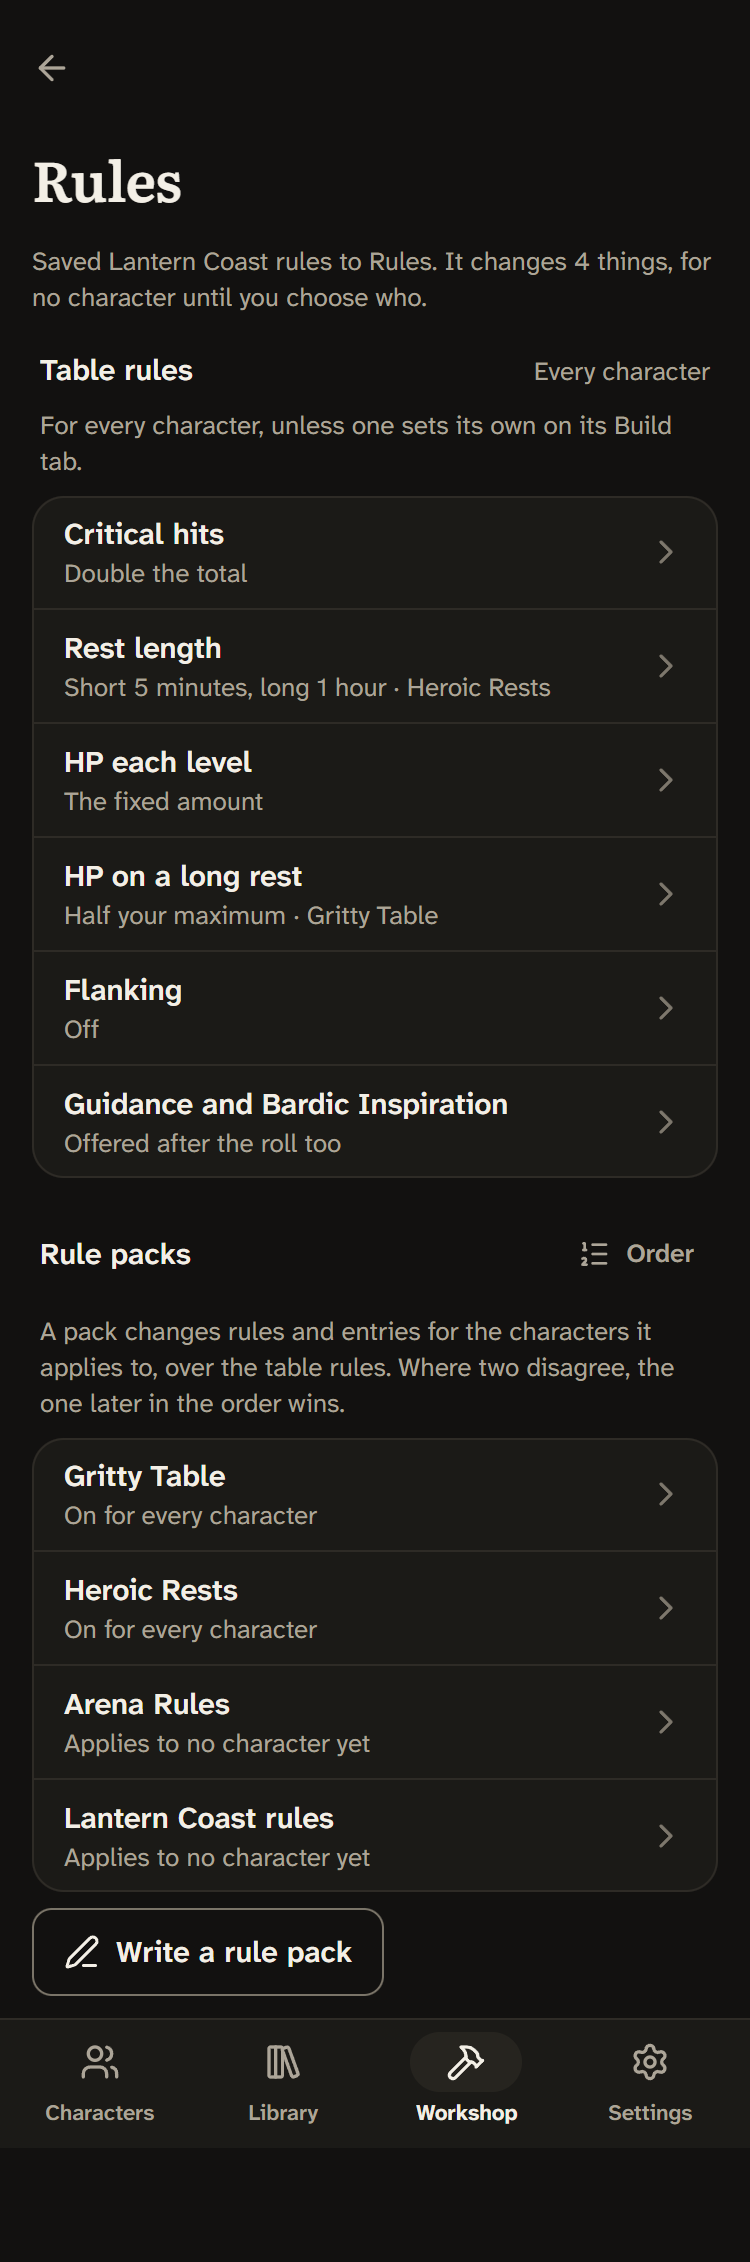 Rules
Saved Lantern Coast rules to Rules. It changes 4 things, for
no character until you choose who.
Table rules
Every character
For every character, unless one sets its own on its Build
tab.
Critical hits
Double the total
Rest length
Short 5 minutes, long 1 hour · Heroic Rests
HP each level
The fixed amount
HP on a long rest
Half your maximum · Gritty Table
Flanking
Off
Guidance and Bardic Inspiration
Offered after the roll too
Rule packs
Order
A pack changes rules and entries for the characters it
applies to, over the table rules. Where two disagree, the
one later in the order wins.
Gritty Table
On for every character
Heroic Rests
On for every character
Arena Rules
Applies to no character yet
Lantern Coast rules
Applies to no character yet
Write a rule pack
Characters
Library
Workshop
Settings